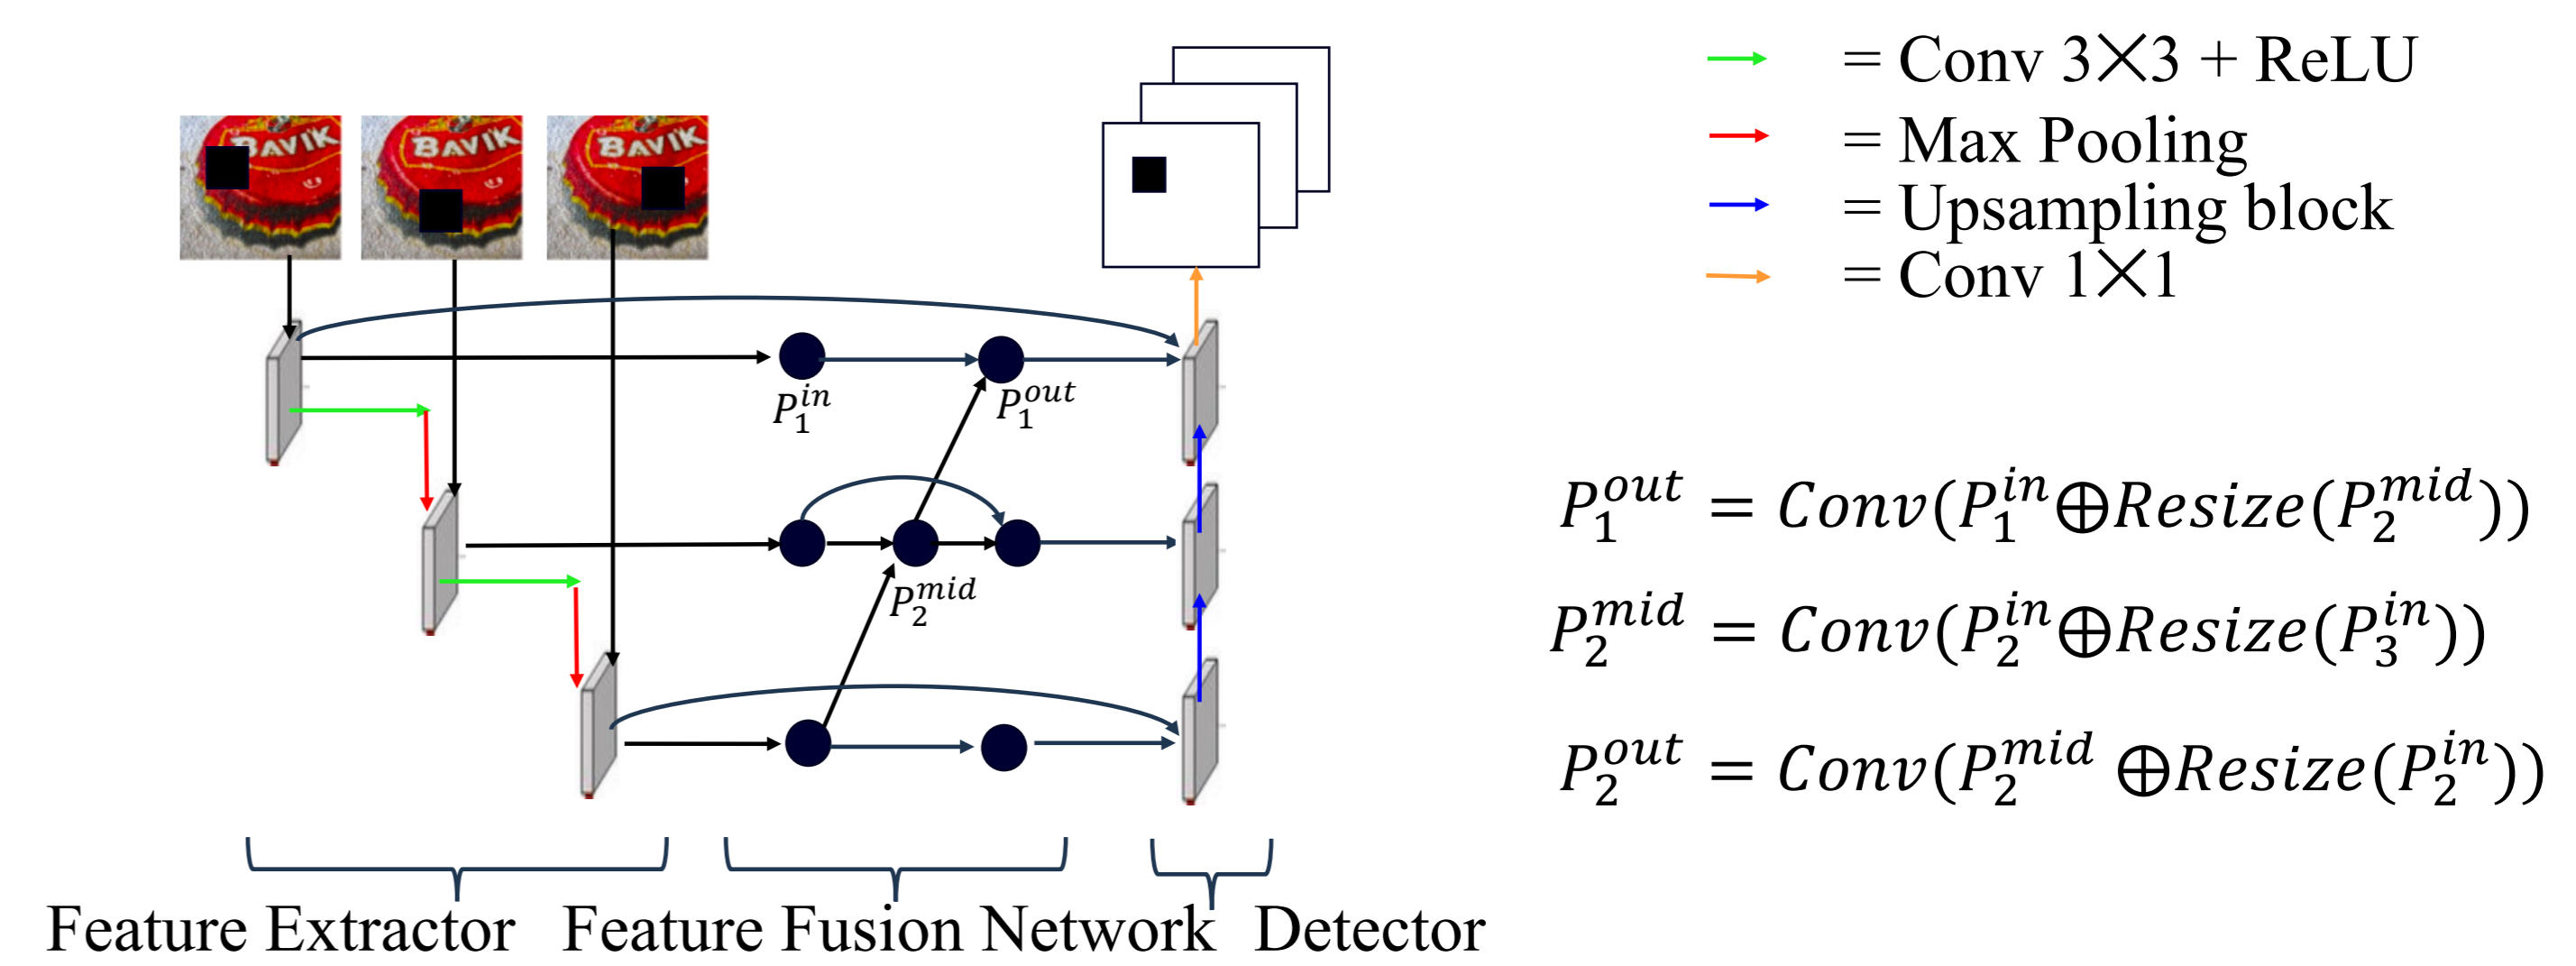 BAVIK BAVIK BAVIK
= Conv 3×3 + ReLU
= Max Pooling
= Upsampling block
= Conv 1×1
P_1^{in}
P_1^{out}
P_2^{mid}
P_1^{out} = Conv(P_1^{in}⊕Resize(P_2^{mid}))
P_2^{mid} = Conv(P_2^{in}⊕Resize(P_3^{in}))
P_2^{out} = Conv(P_2^{mid} ⊕Resize(P_2^{in}))
Feature Extractor Feature Fusion Network Detector